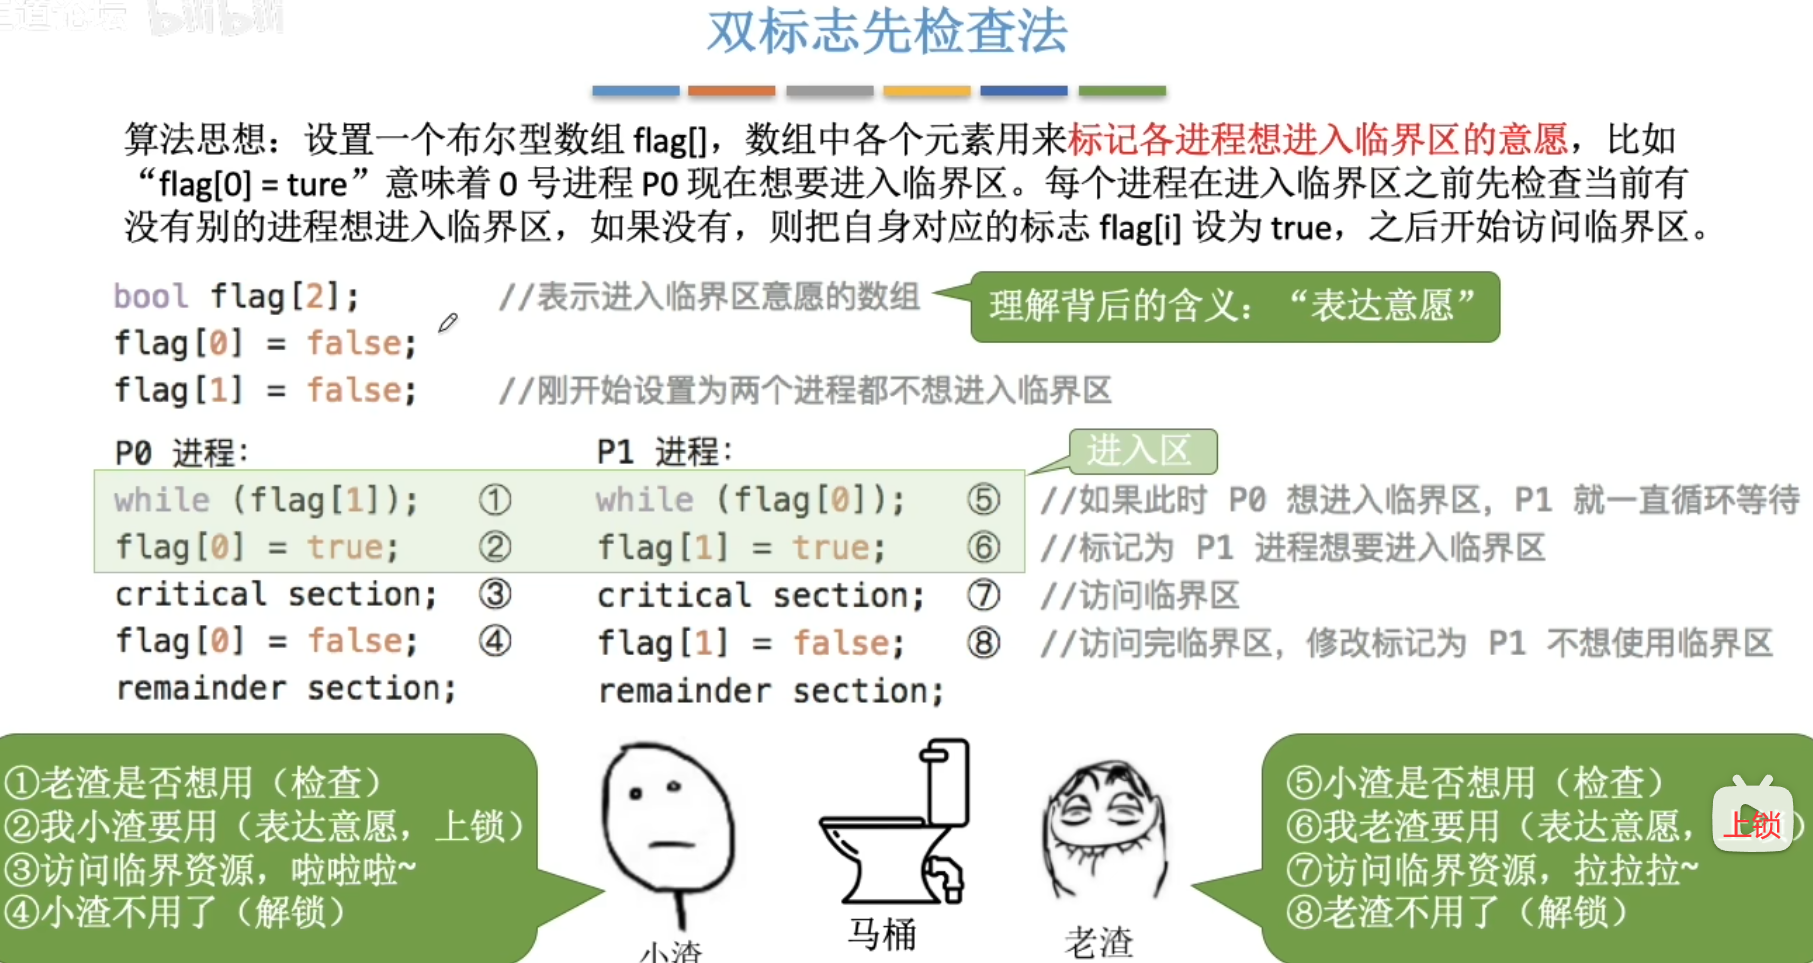 双标志先检查法
算法思想：设置一个布尔型数组 flag[]，数组中各个元素用来标记各进程想进入临界区的意愿，比如
“flag[0] = ture”意味着 0 号进程 P0 现在想要进入临界区。每个进程在进入临界区之前先检查当前有
没有别的进程想进入临界区，如果没有，则把自身对应的标志 flag[i] 设为 true，之后开始访问临界区。
bool flag[2]; //表示进入临界区意愿的数组
理解背后的含义：“表达意愿”
flag[0] = false;
flag[1] = false; //刚开始设置为两个进程都不想进入临界区
P0 进程： P1 进程：
进入区
while (flag[1]); ① while (flag[0]); ⑤ //如果此时 P0 想进入临界区，P1 就一直循环等待
flag[0] = true; ② flag[1] = true; ⑥ //标记为 P1 进程想要进入临界区
critical section; ③ critical section; ⑦ //访问临界区
flag[0] = false; ④ flag[1] = false; ⑧ //访问完临界区，修改标记为 P1 不想使用临界区
remainder section; remainder section;
①老渣是否想用（检查）
②我小渣要用（表达意愿，上锁）
③访问临界资源，啦啦啦~
④小渣不用了（解锁）
小渣
马桶
老渣
⑤小渣是否想用（检查）
⑥我老渣要用（表达意愿，上锁）
⑦访问临界资源，拉拉拉~
⑧老渣不用了（解锁）